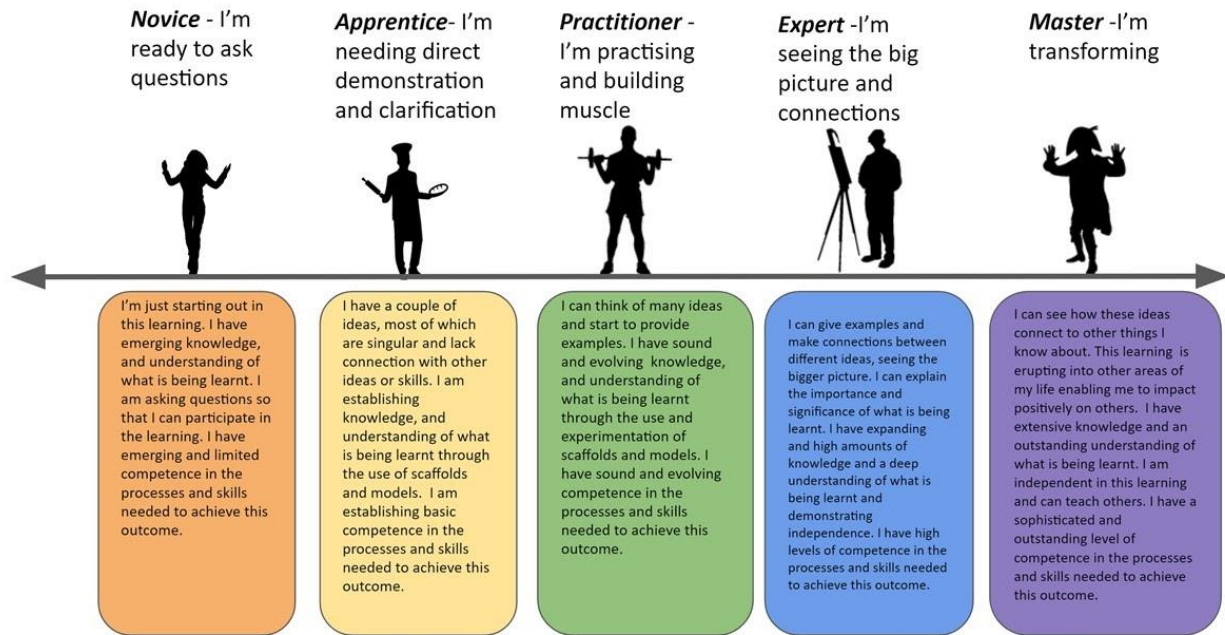 Novice - I'm
ready to ask
questions
Apprentice- I'm
needing direct
demonstration
and clarification
Practitioner -
I'm practising
and building
muscle
Expert -I'm
seeing the big
picture and
connections
Master -I'm
transforming
I'm just starting out in
this learning. I have
emerging knowledge,
and understanding of
what is being learnt. I
am asking questions so
that I can participate in
the learning. I have
emerging and limited
competence in the
processes and skills
needed to achieve this
outcome.
I have a couple of
ideas, most of which
are singular and lack
connection with other
ideas or skills. I am
establishing
knowledge, and
understanding of what
is being learnt through
the use of scaffolds
and models. I am
establishing basic
competence in the
processes and skills
needed to achieve this
outcome.
I can think of many ideas
and start to provide
examples. I have sound
and evolving knowledge,
and understanding of
what is being learnt
through the use and
experimentation of
scaffolds and models. I
have sound and evolving
competence in the
processes and skills
needed to achieve this
outcome.
I can give examples and
make connections between
different ideas, seeing the
bigger picture. I can explain
the importance and
significance of what is being
learnt. I have expanding
and high amounts of
knowledge and a deep
understanding of what is
being learnt and
demonstrating
independence. I have high
levels of competence in the
processes and skills needed
to achieve this outcome.
I can see how these ideas
connect to other things I
know about. This learning is
erupting into other areas of
my life enabling me to impact
positively on others. I have
extensive knowledge and an
outstanding understanding of
what is being learnt. I am
independent in this learning
and can teach others. I have a
sophisticated and
outstanding level of
competence in the processes
and skills needed to achieve
this outcome.